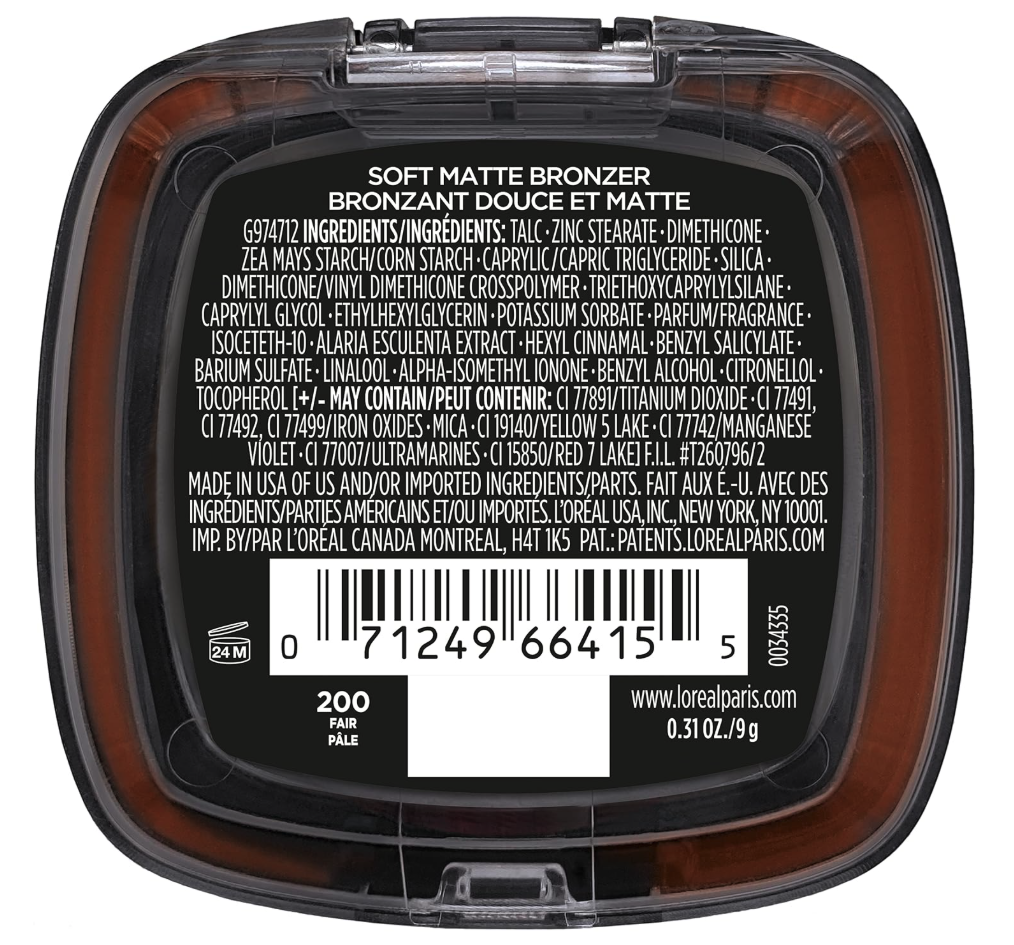 SOFT MATTE BRONZER
BRONZANT DOUCE ET MATTE
G974712 INGREDIENTS/INGRÉDIENTS: TALC • ZINC STEARATE • DIMETHICONE •
ZEA MAYS STARCH/CORN STARCH • CAPRYLIC/CAPRIC TRIGLYCERIDE • SILICA •
DIMETHICONE/VINYL DIMETHICONE CROSSPOLYMER • TRIETHOXYCAPRYLYLSILANE •
CAPRYLYL GLYCOL • ETHYLHEXYLGLYCERIN • POTASSIUM SORBATE • PARFUM/FRAGRANCE •
ISOCETETH-10 • ALARIA ESCULENTA EXTRACT • HEXYL CINNAMAL • BENZYL SALICYLATE •
BARIUM SULFATE • LINALOOL • ALPHA-ISOMETHYL IONONE • BENZYL ALCOHOL • CITRONELLOL •
TOCOPHEROL [+/- MAY CONTAIN/PEUT CONTENIR: CI 77891/TITANIUM DIOXIDE • CI 77491,
CI 77492, CI 77499/IRON OXIDES • MICA • CI 19140/YELLOW 5 LAKE • CI 77742/MANGANESE
VIOLET • CI 77007/ULTRAMARINES • CI 15850/RED 7 LAKE] F.I.L. #T260796/2
MADE IN USA OF US AND/OR IMPORTED INGREDIENTS/PARTS. FAIT AUX É.-U. AVEC DES
INGRÉDIENTS/PARTIES AMÉRICAINS ET/OU IMPORTÉS. L'ORÉAL USA, INC., NEW YORK, NY 10001.
IMP. BY/PAR L'ORÉAL CANADA MONTREAL, H4T 1K5 PAT.: PATENTS.LOREALPARIS.COM
24 M
0 71249 66415 5
0034335
200
FAIR
PÂLE
www.lorealparis.com
0.31 OZ./9 g